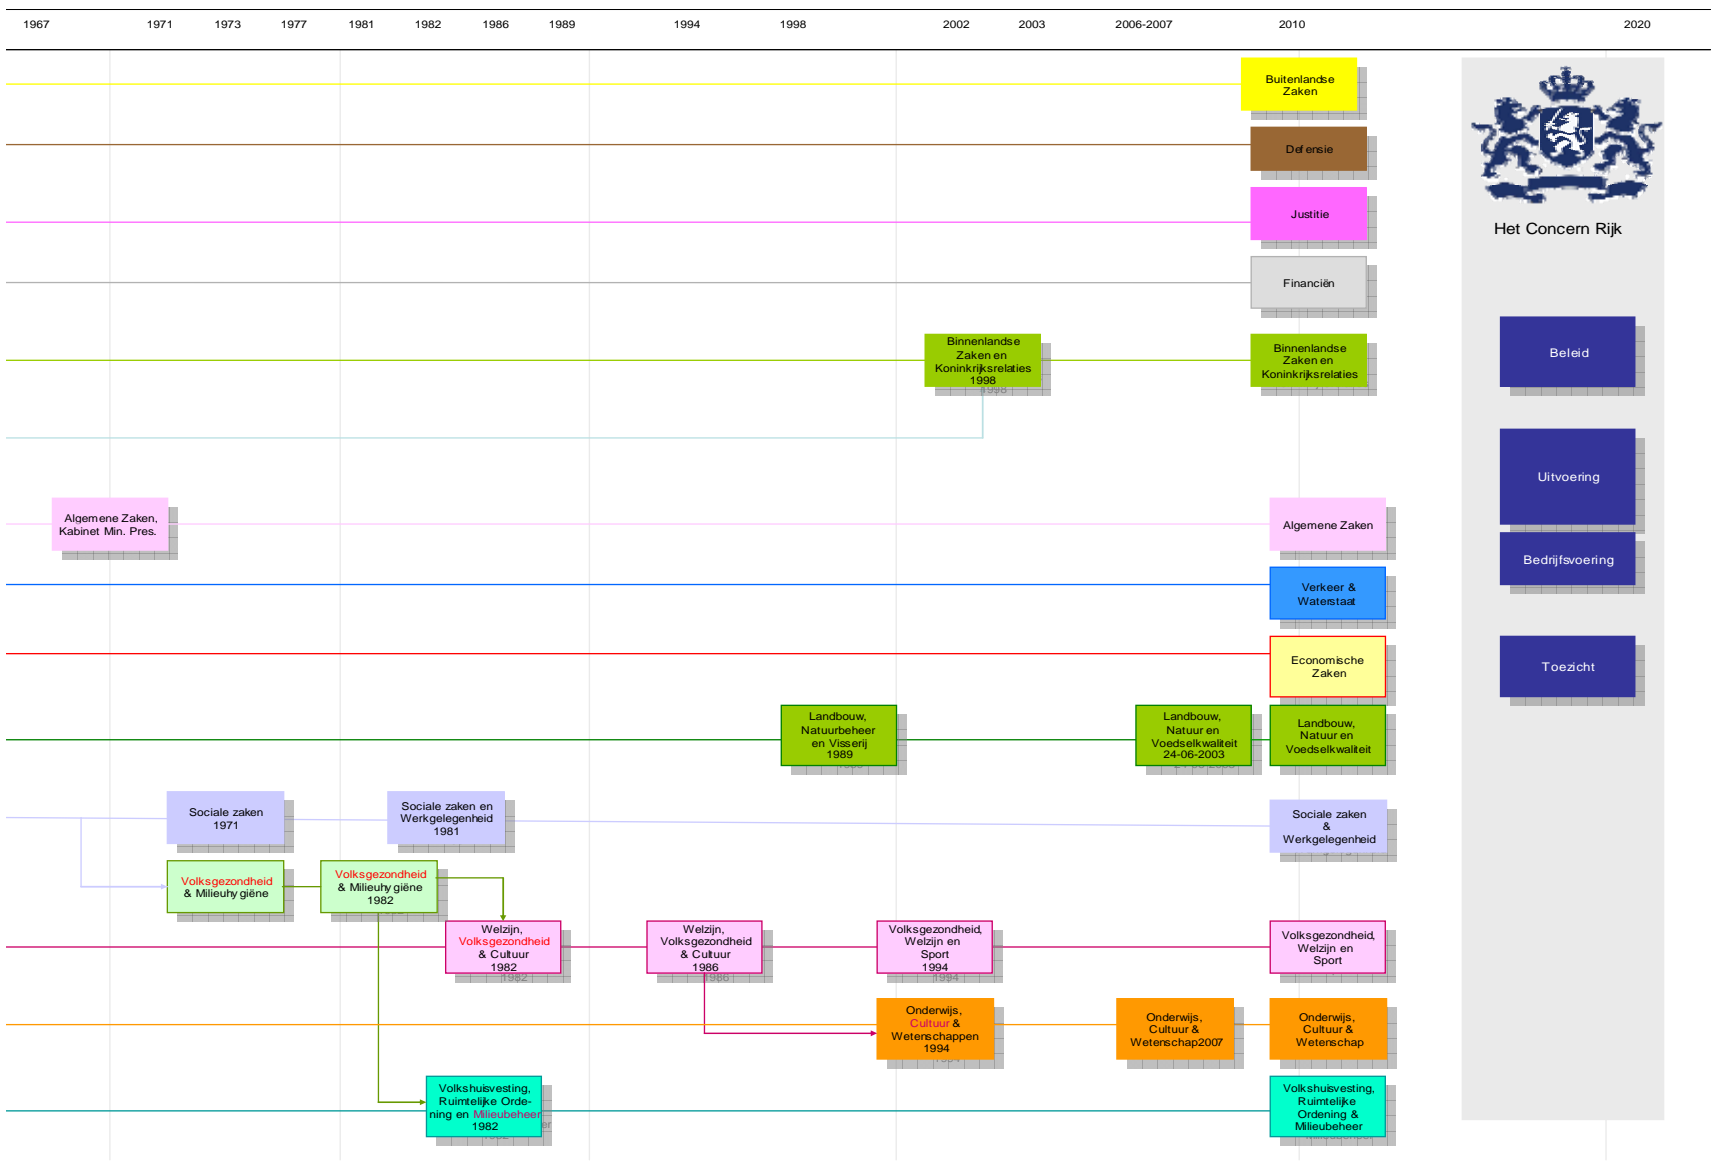 1967 1971 1973 1977 1981 1982 1986 1989 1994 1998 2002 2003 2006-2007 2010 2020
Buitenlandse
Zaken
Defensie
Justitie
Het Concern Rijk
Financiën
Binnenlandse
Zaken en
Koninkrijksrelaties
1998
Binnenlandse
Zaken en
Koninkrijksrelaties
Beleid
Uitvoering
Algemene Zaken,
Kabinet Min. Pres.
Algemene Zaken
Bedrijfsvoering
Verkeer &
Waterstaat
Economische
Zaken
Toezicht
Landbouw,
Natuurbeheer
en Visserij
1989
Landbouw,
Natuur en
Voedselkwaliteit
24-06-2003
Landbouw,
Natuur en
Voedselkwaliteit
Sociale zaken
1971
Sociale zaken en
Werkgelegenheid
1981
Sociale zaken
&
Werkgelegenheid
Volksgezondheid
& Milieuhygiëne
Volksgezondheid
& Milieuhygiëne
1982
Welzijn,
Volksgezondheid
& Cultuur
1982
Welzijn,
Volksgezondheid
& Cultuur
1986
Volksgezondheid,
Welzijn en
Sport
1994
Volksgezondheid,
Welzijn en
Sport
Onderwijs,
Cultuur &
Wetenschappen
1994
Onderwijs,
Cultuur &
Wetenschap2007
Onderwijs,
Cultuur &
Wetenschap
Volkshuisvesting,
Ruimtelijke Orde-
ning en Milieubeheer
1982
Volkshuisvesting,
Ruimtelijke
Ordening &
Milieubeheer